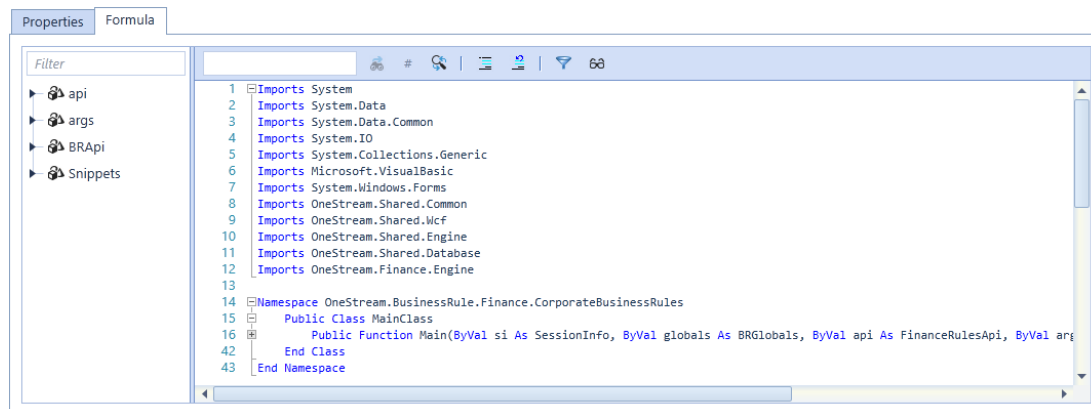 Properties
Formula
Filter
api
args
BRApi
Snippets
#
1 Imports System
2 Imports System.Data
3 Imports System.Data.Common
4 Imports System.IO
5 Imports System.Collections.Generic
6 Imports Microsoft.VisualBasic
7 Imports System.Windows.Forms
8 Imports OneStream.Shared.Common
9 Imports OneStream.Shared.Wcf
10 Imports OneStream.Shared.Engine
11 Imports OneStream.Shared.Database
12 Imports OneStream.Finance.Engine
13
14 Namespace OneStream.BusinessRule.Finance.CorporateBusinessRules
15 Public Class MainClass
16 Public Function Main(ByVal si As SessionInfo, ByVal globals As BRGlobals, ByVal api As FinanceRulesApi, ByVal arg
42 End Class
43 End Namespace